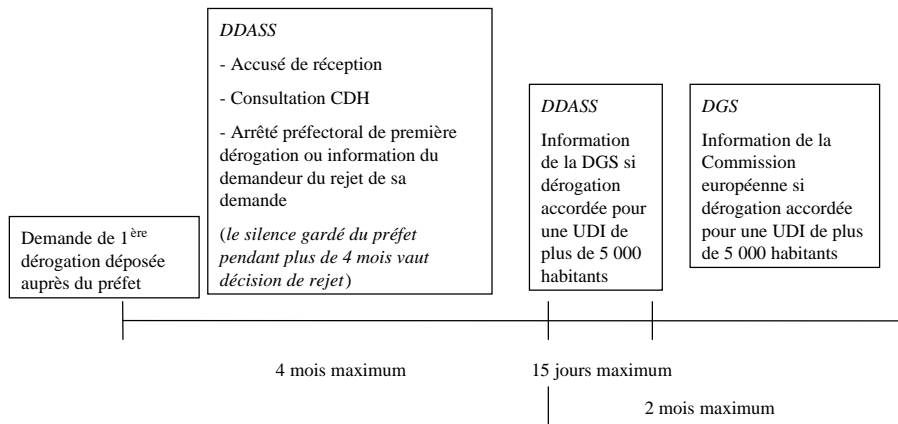 DDASS
- Accusé de réception
- Consultation CDH
- Arrêté préfectoral de première
dérogation ou information du
demandeur du rejet de sa
demande
(le silence gardé du préfet
pendant plus de 4 mois vaut
décision de rejet)
DDASS
Information
de la DGS si
dérogation
accordée pour
une UDI de
plus de 5 000
habitants
DGS
Information de la
Commission
européenne si
dérogation accordée
pour une UDI de plus
de 5 000 habitants
Demande de 1ère
dérogation déposée
auprès du préfet
4 mois maximum
15 jours maximum
2 mois maximum